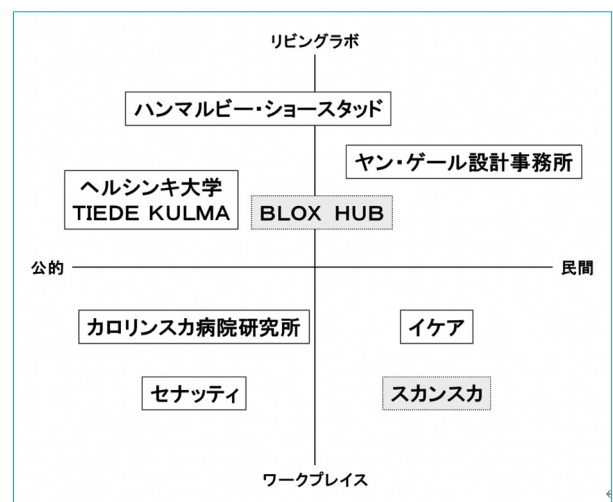 リビングラボ
ハンマルビー・ショースタッド
ヤン・ゲール設計事務所
ヘルシンキ大学
TIEDE KULMA
BLOX HUB
公的
民間
カロリンスカ病院研究所
イケア
セナッティ
スカンスカ
ワークプレイス